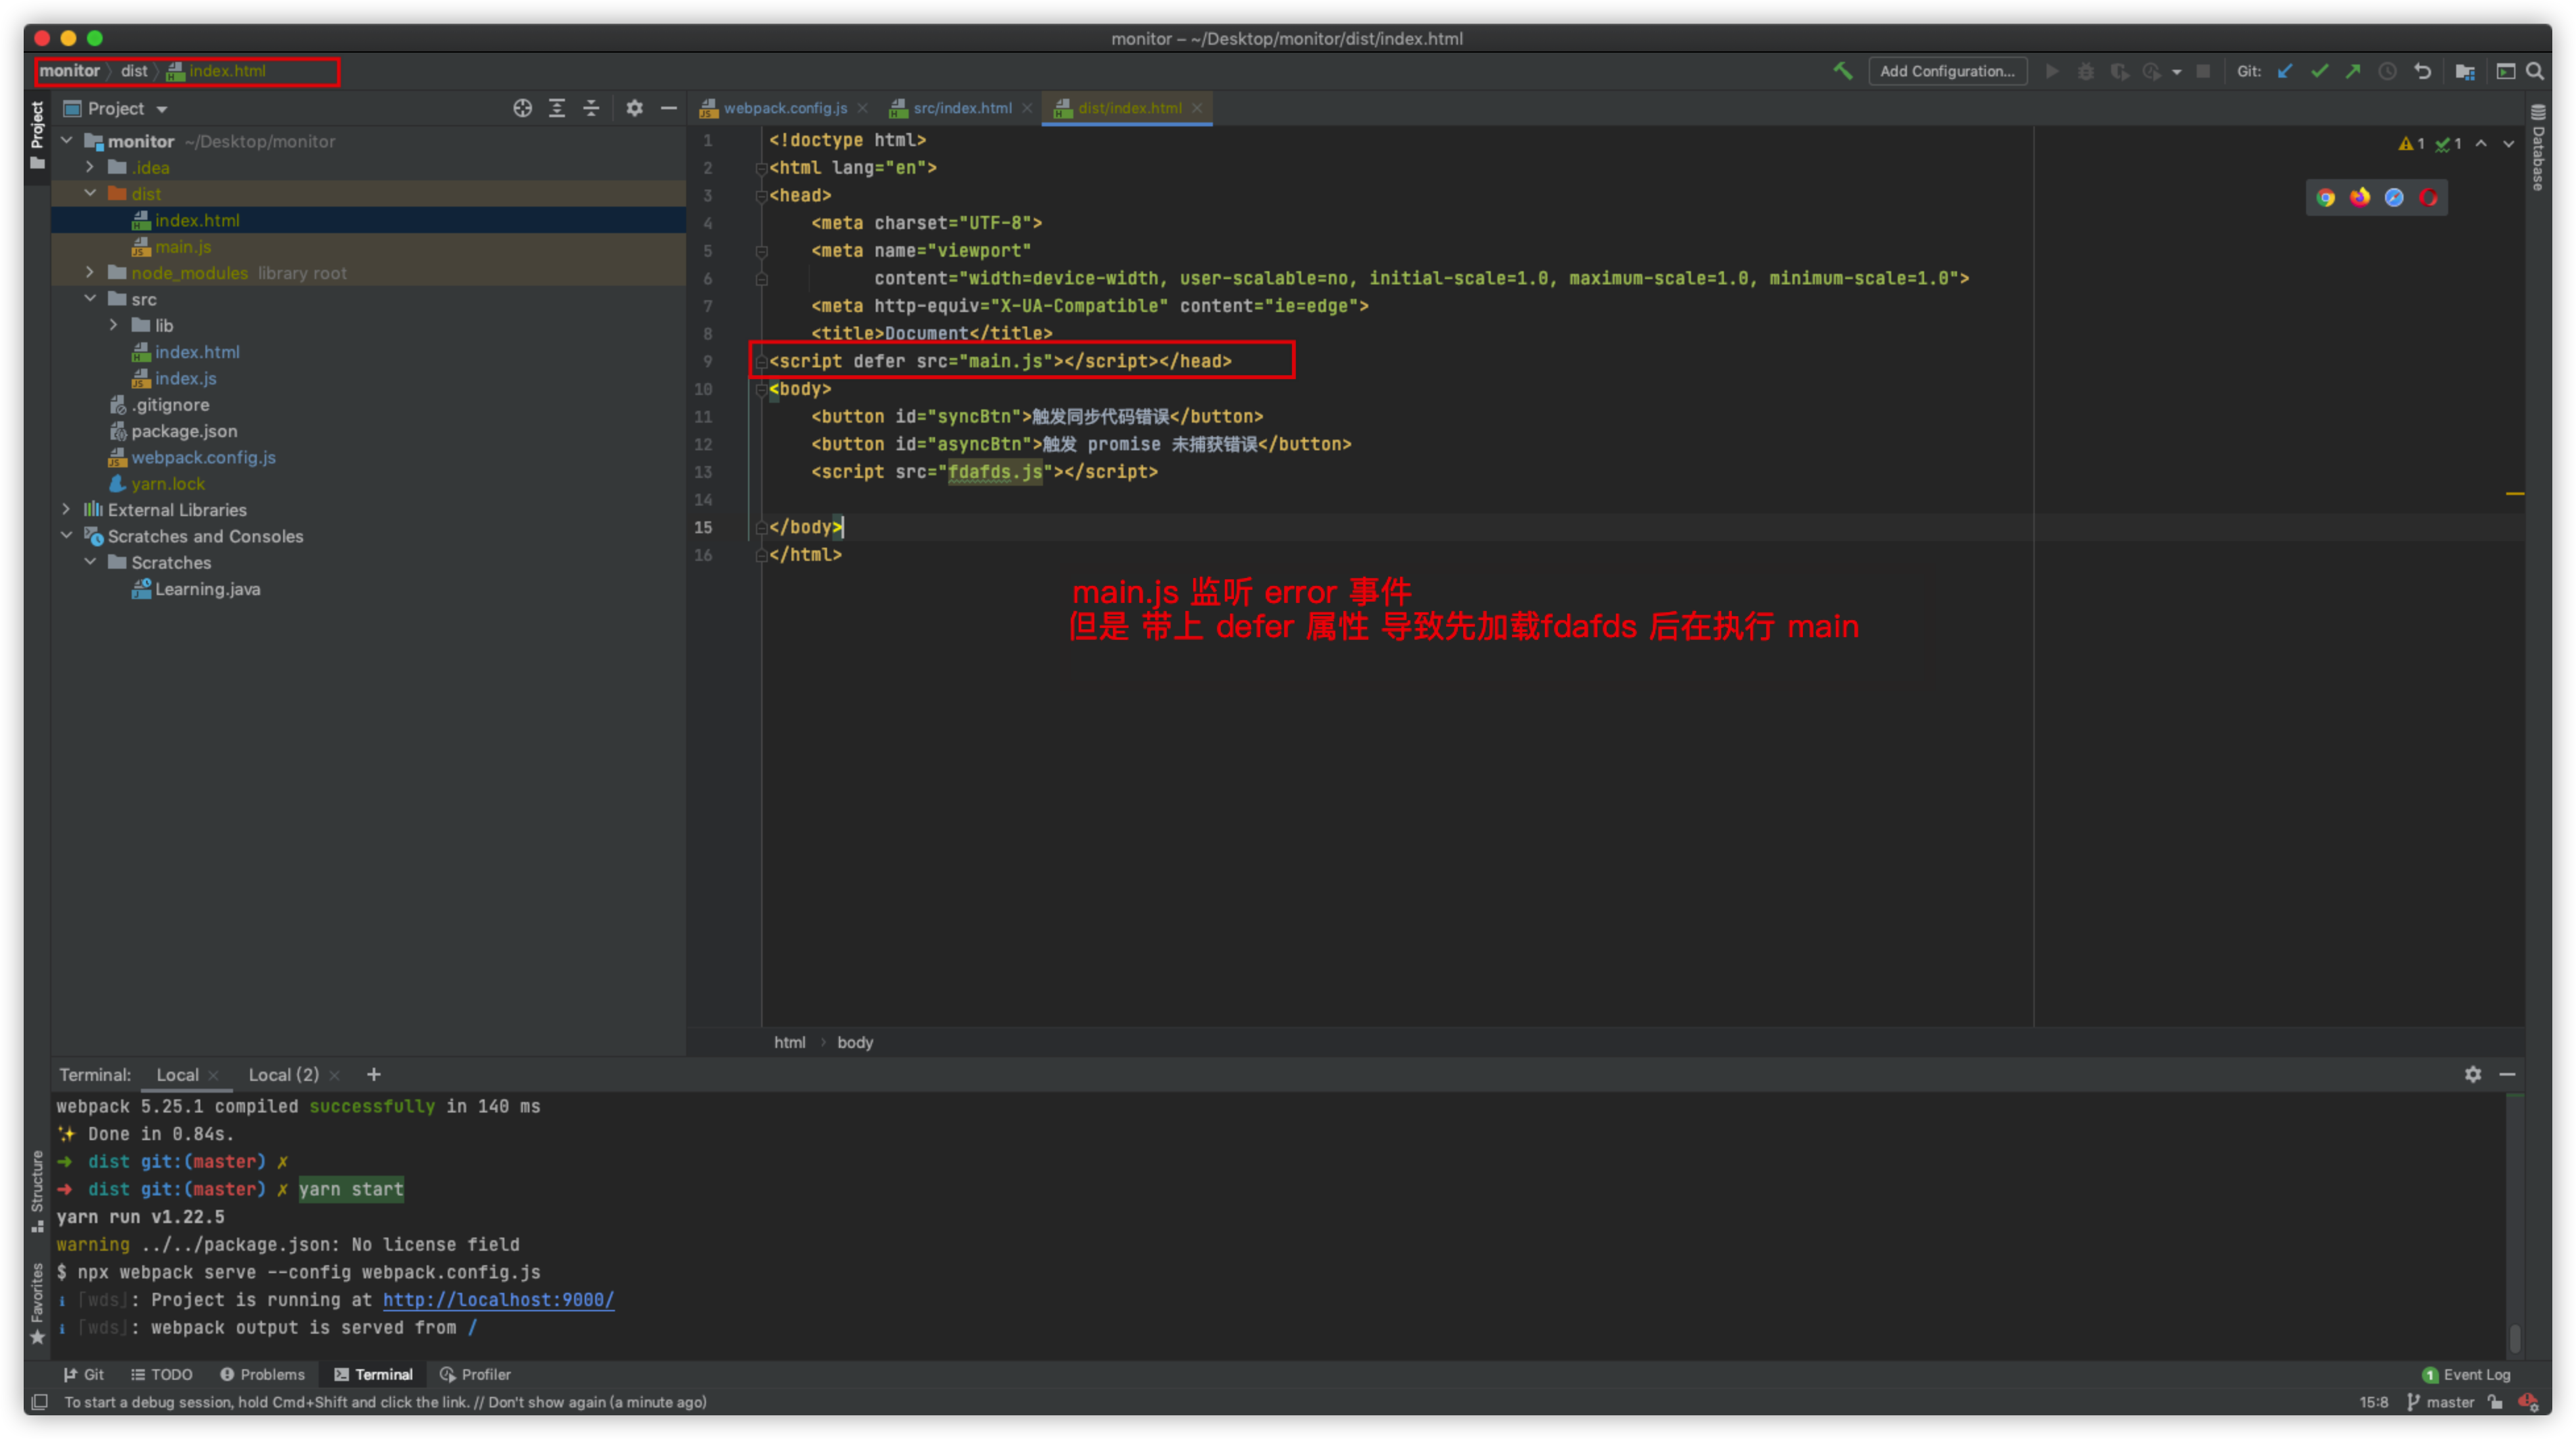 monitor – ~/Desktop/monitor/dist/index.html
monitor dist index.html
Add Configuration...
Git:
Project
Project
webpack.config.js
src/index.html
dist/index.html
monitor ~/Desktop/monitor
.idea
dist
index.html
main.js
node_modules library root
src
lib
index.html
index.js
.gitignore
package.json
webpack.config.js
yarn.lock
External Libraries
Scratches and Consoles
Scratches
Learning.java
1 <!doctype html>
2 <html lang="en">
3 <head>
4 <meta charset="UTF-8">
5 <meta name="viewport"
6 content="width=device-width, user-scalable=no, initial-scale=1.0, maximum-scale=1.0, minimum-scale=1.0">
7 <meta http-equiv="X-UA-Compatible" content="ie=edge">
8 <title>Document</title>
9 <script defer src="main.js"></script></head>
10 <body>
11 <button id="syncBtn">触发同步代码错误</button>
12 <button id="asyncBtn">触发 promise 未捕获错误</button>
13 <script src="fdafds.js"></script>
14
15 </body>
16 </html>
1 1
Database
main.js 监听 error 事件
但是 带上 defer 属性 导致先加载fdafds 后在执行 main
html body
Terminal: Local Local (2) +
webpack 5.25.1 compiled successfully in 140 ms
✨ Done in 0.84s.
➜ dist git:(master) ✗
➜ dist git:(master) ✗ yarn start
yarn run v1.22.5
warning ../../package.json: No license field
$ npx webpack serve --config webpack.config.js
i ｢wds｣: Project is running at http://localhost:9000/
i ｢wds｣: webpack output is served from /
Structure
Favorites
Git TODO Problems Terminal Profiler
1 Event Log
To start a debug session, hold Cmd+Shift and click the link. // Don't show again (a minute ago)
15:8 master